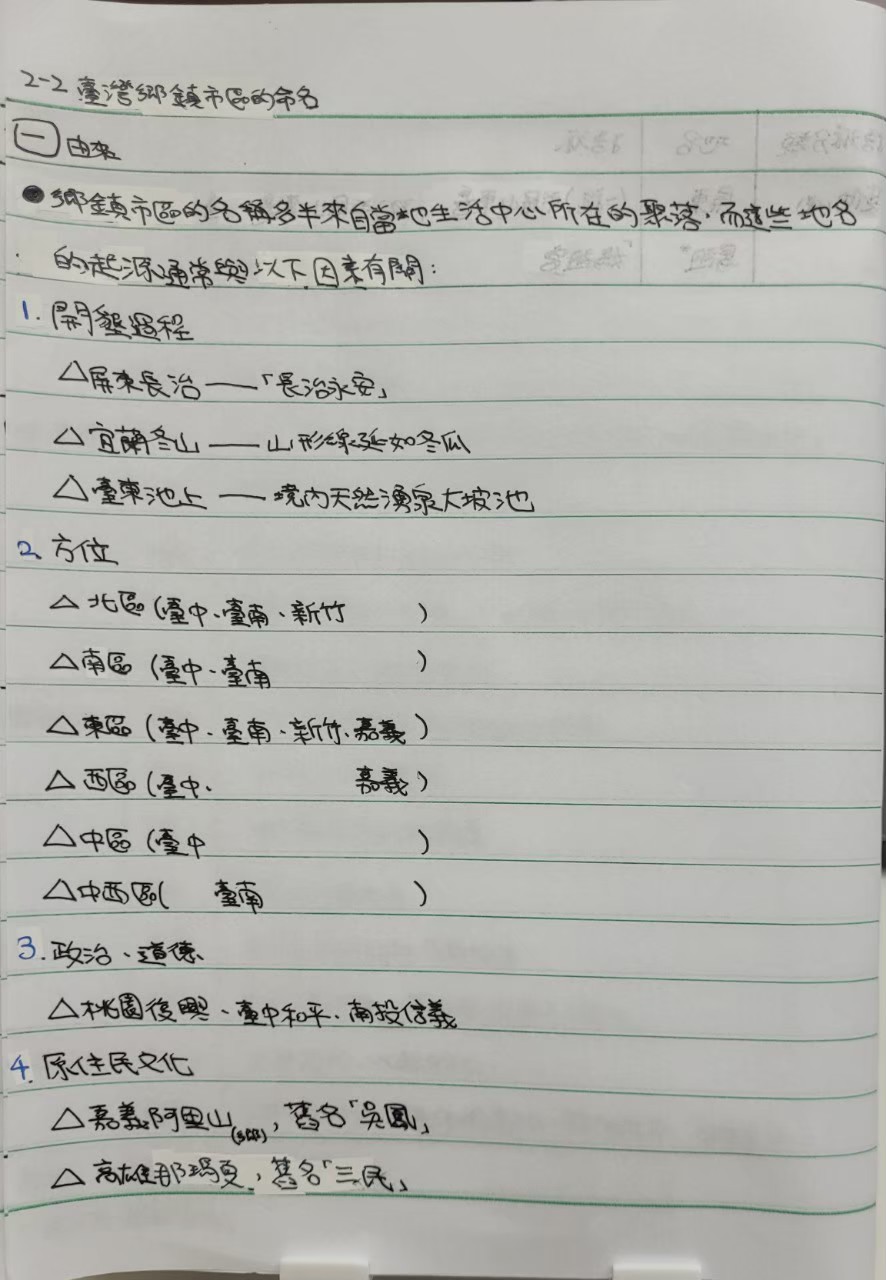 2-2 臺灣鄉鎮市區的命名
㊀ 由來
●鄉鎮市區的名稱多半來自當地生活中心所在的聚落，而這些地名
的起源通常與以下因素有關：
1. 開墾過程
△屏東長治——「長治永安」
△宜蘭冬山——山形綿延如冬瓜
△臺東池上——境內天然湧泉大坡池
2、方位
△北區(臺中、臺南、新竹 )
△南區(臺中、臺南 )
△東區(臺中、臺南、新竹、嘉義)
△西區(臺中、 嘉義)
△中區(臺中 )
△中西區( 臺南 )
3. 政治、道德
△桃園復興、臺中和平、南投信義
4. 原住民文化
△嘉義阿里山，舊名「吳鳳」
△高雄那瑪夏，舊名「三民」